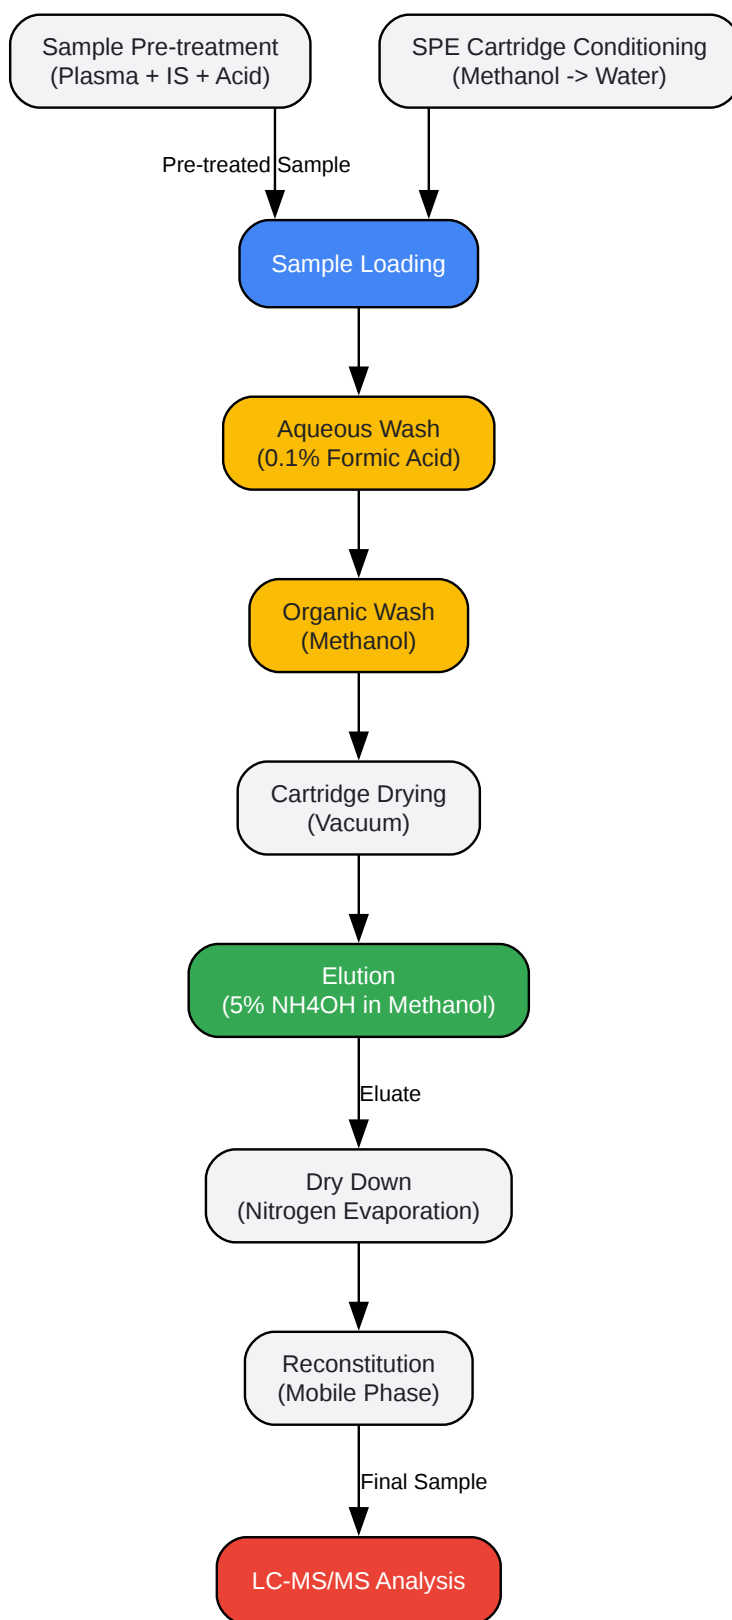 Sample Pre-treatment
(Plasma + IS + Acid)
SPE Cartridge Conditioning
(Methanol -> Water)
Pre-treated Sample
Sample Loading
Aqueous Wash
(0.1% Formic Acid)
Organic Wash
(Methanol)
Cartridge Drying
(Vacuum)
Elution
(5% NH4OH in Methanol)
Eluate
Dry Down
(Nitrogen Evaporation)
Reconstitution
(Mobile Phase)
Final Sample
LC-MS/MS Analysis